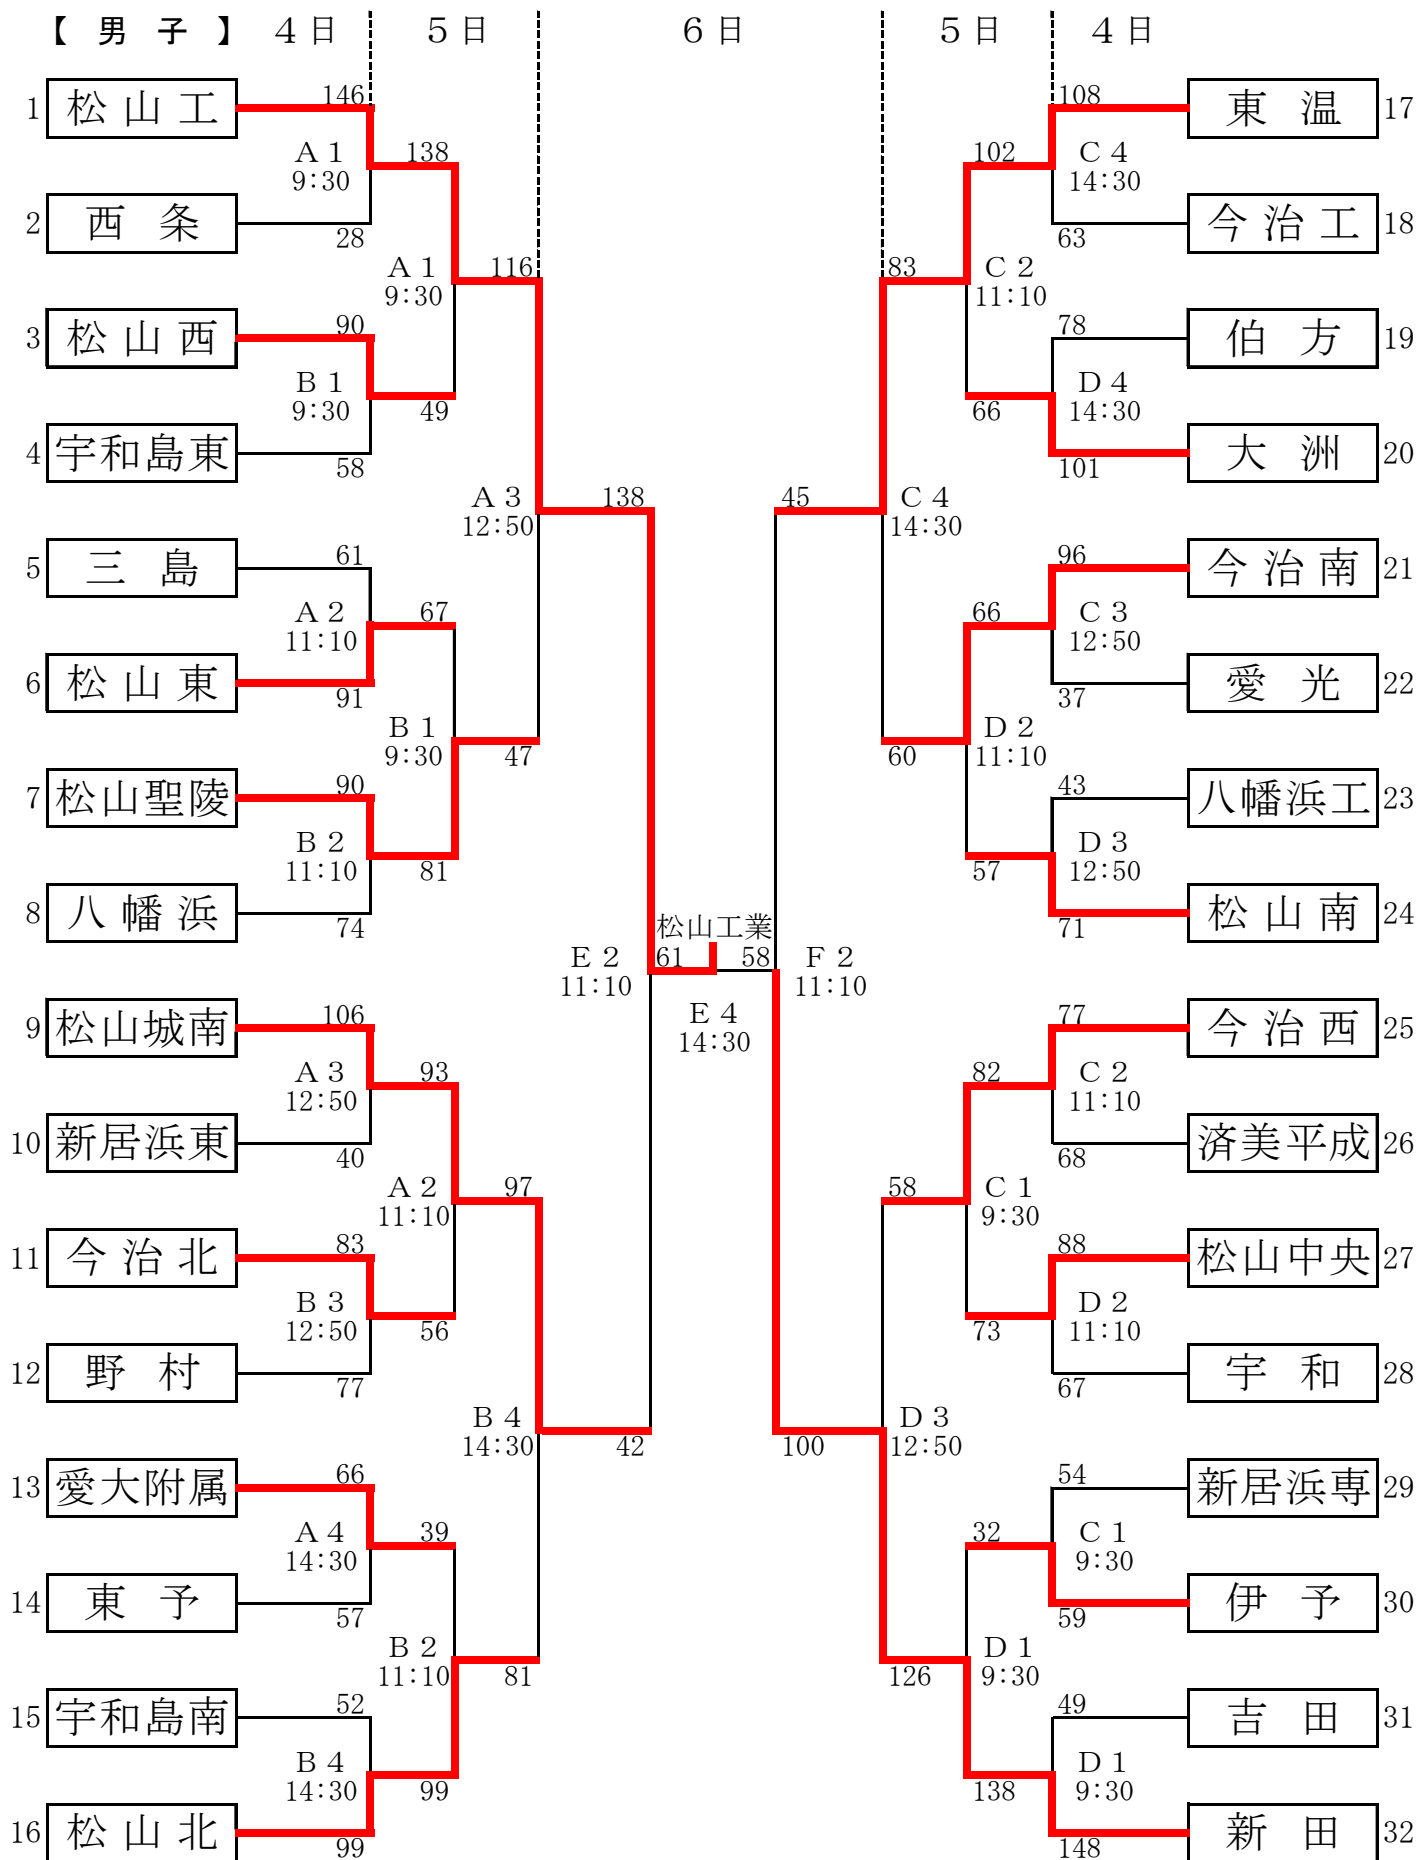 【 男 子 】 4日 5日 6日 5日 4日
1 松山工 146 108 東温 17
A1 138 102 C4
9:30 14:30
2 西条 28 63 今治工 18
A1 116 83 C2
9:30 11:10
3 松山西 90 78 伯方 19
B1 D4
9:30 49 66 14:30
4 宇和島東 58 101 大洲 20
A3 138 45 C4
12:50 14:30
5 三島 61 96 今治南 21
A2 67 66 C3
11:10 12:50
6 松山東 91 37 愛光 22
B1 D2
9:30 47 60 11:10
7 松山聖陵 90 43 八幡浜工 23
B2 D3
11:10 81 57 12:50
8 八幡浜 74 71 松山南 24
松山工業
E2 61 58 F2
11:10 11:10
E4
14:30
9 松山城南 106 77 今治西 25
A3 93 82 C2
12:50 11:10
10 新居浜東 40 68 済美平成 26
A2 97 58 C1
11:10 9:30
11 今治北 83 88 松山中央 27
B3 D2
12:50 56 73 11:10
12 野村 77 67 宇和 28
B4 D3
14:30 42 100 12:50
13 愛大附属 66 54 新居浜専 29
A4 39 32 C1
14:30 9:30
14 東予 57 59 伊予 30
B2 D1
11:10 81 126 9:30
15 宇和島南 52 49 吉田 31
B4 D1
14:30 99 138 9:30
16 松山北 99 148 新田 32